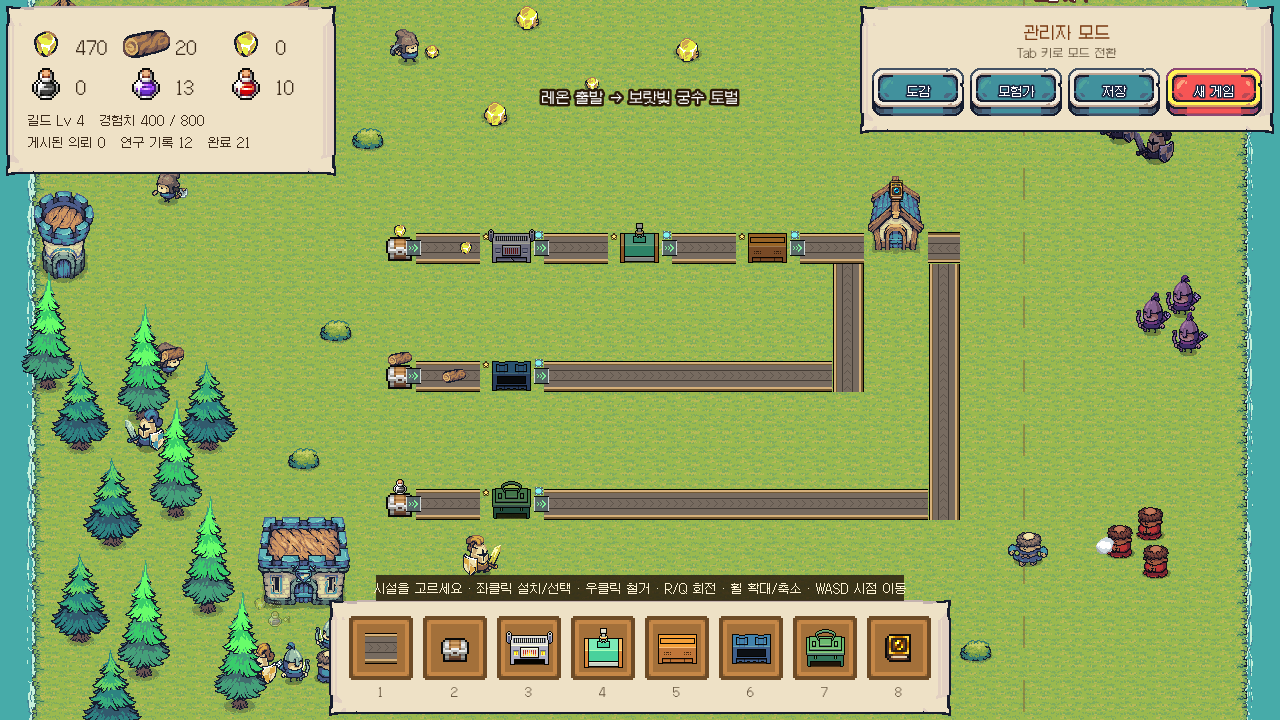 470 20 0
0 13 10
길드 Lv 4 경험치 400 / 800
게시된 의뢰 0 연구 기록 12 완료 21
레온 출발 → 보랏빛 궁수 토벌
관리자 모드
Tab 키로 모드 전환
도감 모험가 저장 새 게임
시설을 고르세요 · 좌클릭 설치/선택 · 우클릭 철거 · R/Q 회전 · 휠 확대/축소 · WASD 시점 이동
1 2 3 4 5 6 7 8